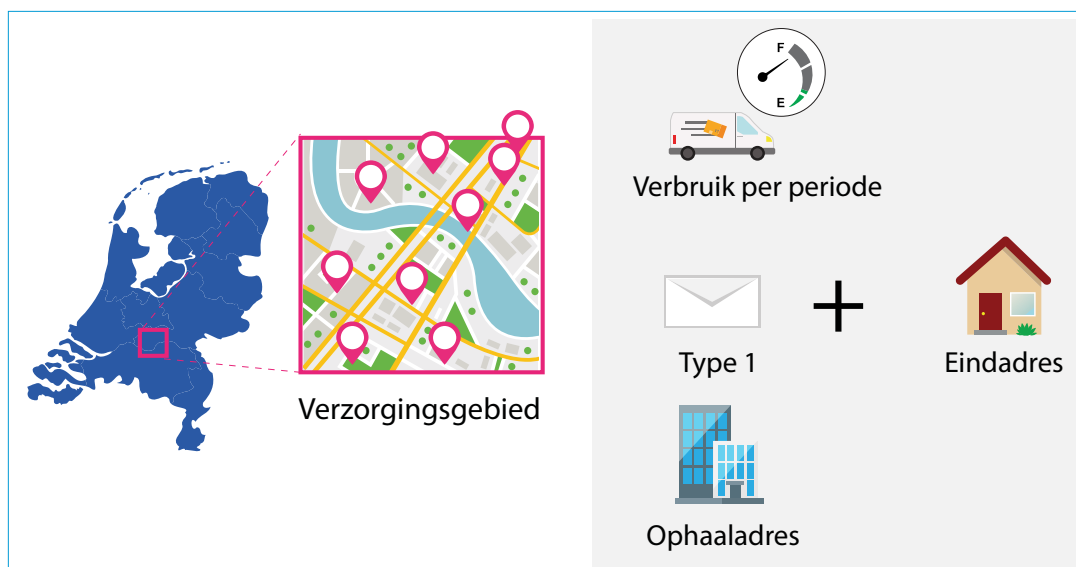 F
E
Verbruik per periode
Type 1
Eindadres
Verzorgingsgebied
Ophaaladres